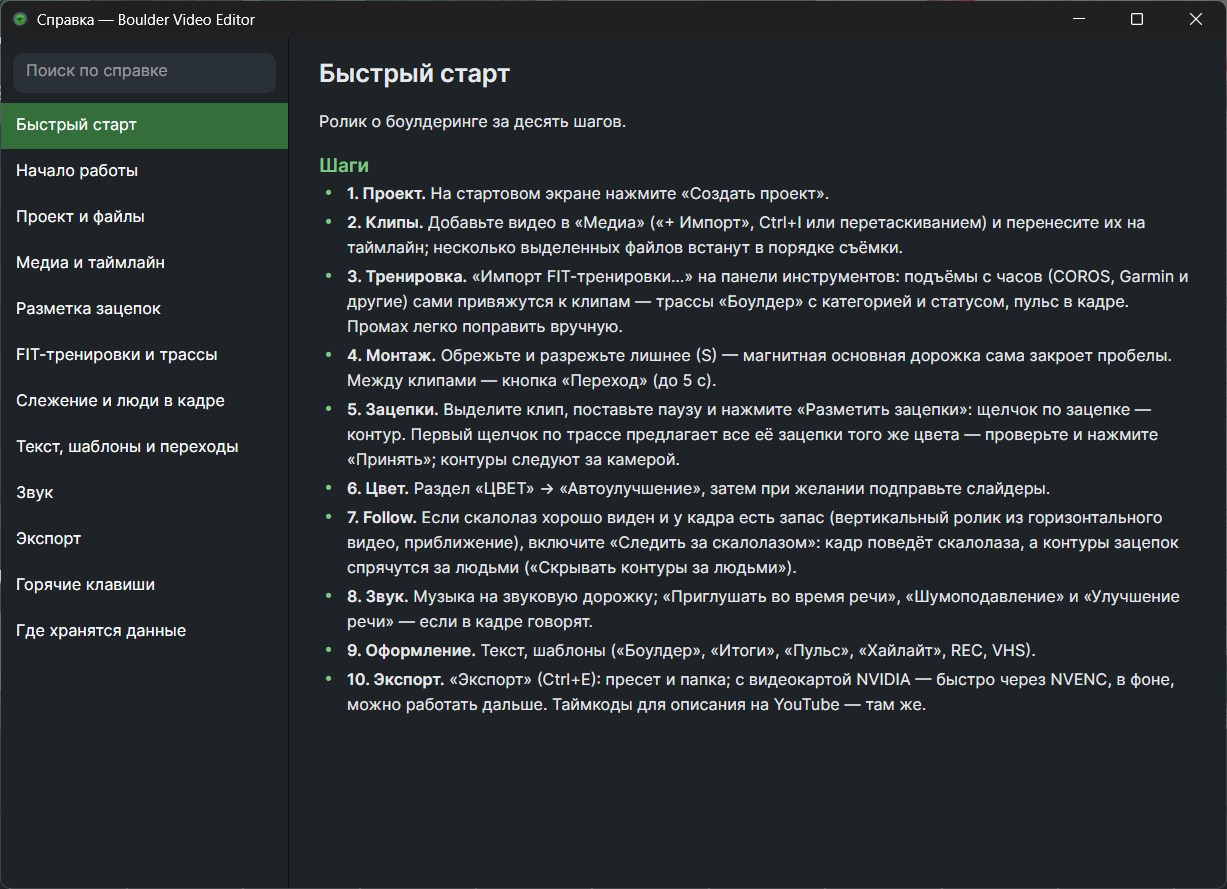 Справка — Boulder Video Editor
Поиск по справке
Быстрый старт
Начало работы
Проект и файлы
Медиа и таймлайн
Разметка зацепок
FIT-тренировки и трассы
Слежение и люди в кадре
Текст, шаблоны и переходы
Звук
Экспорт
Горячие клавиши
Где хранятся данные
Быстрый старт
Ролик о боулдеринге за десять шагов.
Шаги
• 1. Проект. На стартовом экране нажмите «Создать проект».
• 2. Клипы. Добавьте видео в «Медиа» («+ Импорт», Ctrl+I или перетаскиванием) и перенесите их на
таймлайн; несколько выделенных файлов встанут в порядке съёмки.
• 3. Тренировка. «Импорт FIT-тренировки...» на панели инструментов: подъёмы с часов (COROS, Garmin и
другие) сами привяжутся к клипам — трассы «Боулдер» с категорией и статусом, пульс в кадре.
Промах легко поправить вручную.
• 4. Монтаж. Обрежьте и разрежьте лишнее (S) — магнитная основная дорожка сама закроет пробелы.
Между клипами — кнопка «Переход» (до 5 с).
• 5. Зацепки. Выделите клип, поставьте паузу и нажмите «Разметить зацепки»: щелчок по зацепке —
контур. Первый щелчок по трассе предлагает все её зацепки того же цвета — проверьте и нажмите
«Принять»; контуры следуют за камерой.
• 6. Цвет. Раздел «ЦВЕТ» → «Автоулучшение», затем при желании подправьте слайдеры.
• 7. Follow. Если скалолаз хорошо виден и у кадра есть запас (вертикальный ролик из горизонтального
видео, приближение), включите «Следить за скалолазом»: кадр поведёт скалолаза, а контуры зацепок
спрячутся за людьми («Скрывать контуры за людьми»).
• 8. Звук. Музыка на звуковую дорожку; «Приглушать во время речи», «Шумоподавление» и «Улучшение
речи» — если в кадре говорят.
• 9. Оформление. Текст, шаблоны («Боулдер», «Итоги», «Пульс», «Хайлайт», REC, VHS).
• 10. Экспорт. «Экспорт» (Ctrl+E): пресет и папка; с видеокартой NVIDIA — быстро через NVENC, в фоне,
можно работать дальше. Таймкоды для описания на YouTube — там же.